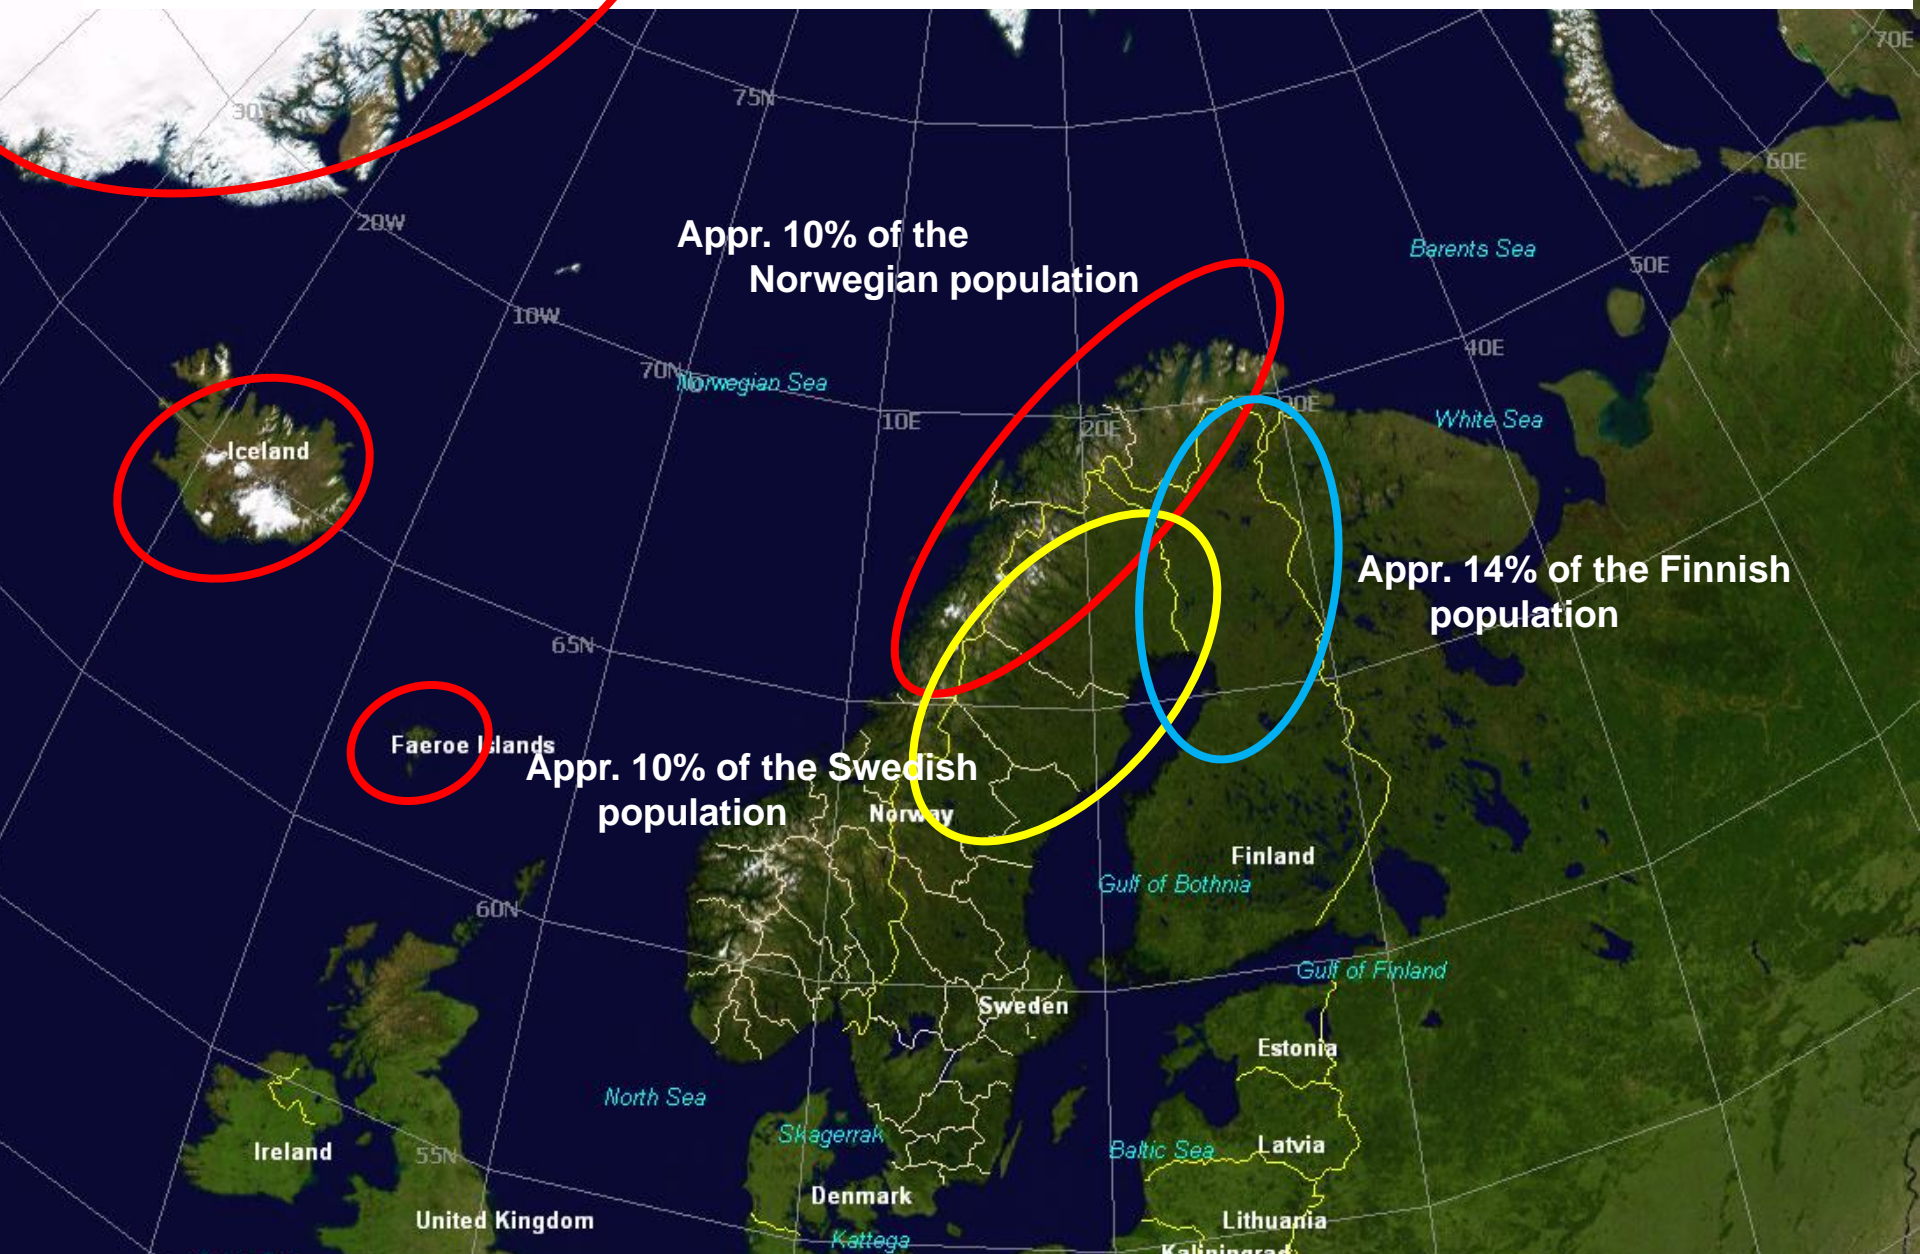 70E
75N
30
60E
20W
Appr. 10% of the
Norwegian population
Barents Sea
50E
10W
40E
70N
Norwegian Sea
10E
20E
30E
White Sea
Iceland
Appr. 14% of the Finnish
population
65N
Faeroe Islands
Appr. 10% of the Swedish
population
Norway
Finland
Gulf of Bothnia
60N
Gulf of Finland
Sweden
Estonia
North Sea
Skagerrak
Ireland
55N
Baltic Sea
Latvia
Denmark
United Kingdom
Lithuania
Kattega
Kaliningrad